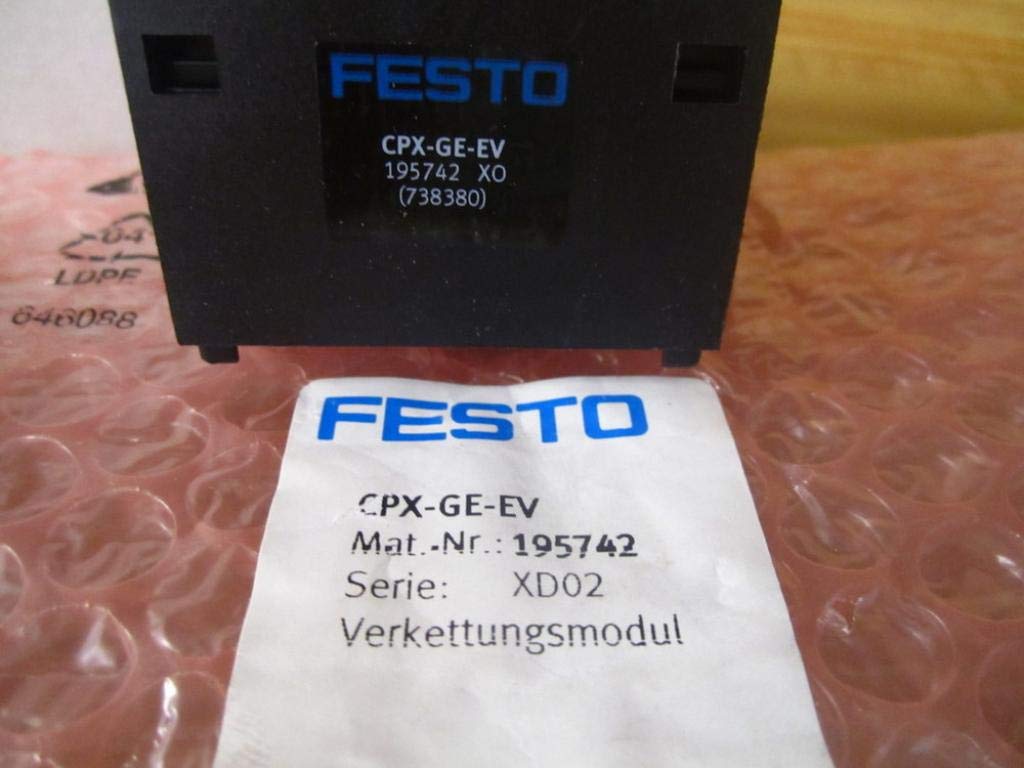 FESTO
CPX-GE-EV
195742 XO
(738380)
04
LDPE
646088
FESTO
CPX-GE-EV
Mat.-Nr.: 195742
Serie: XD02
Verkettungsmodul